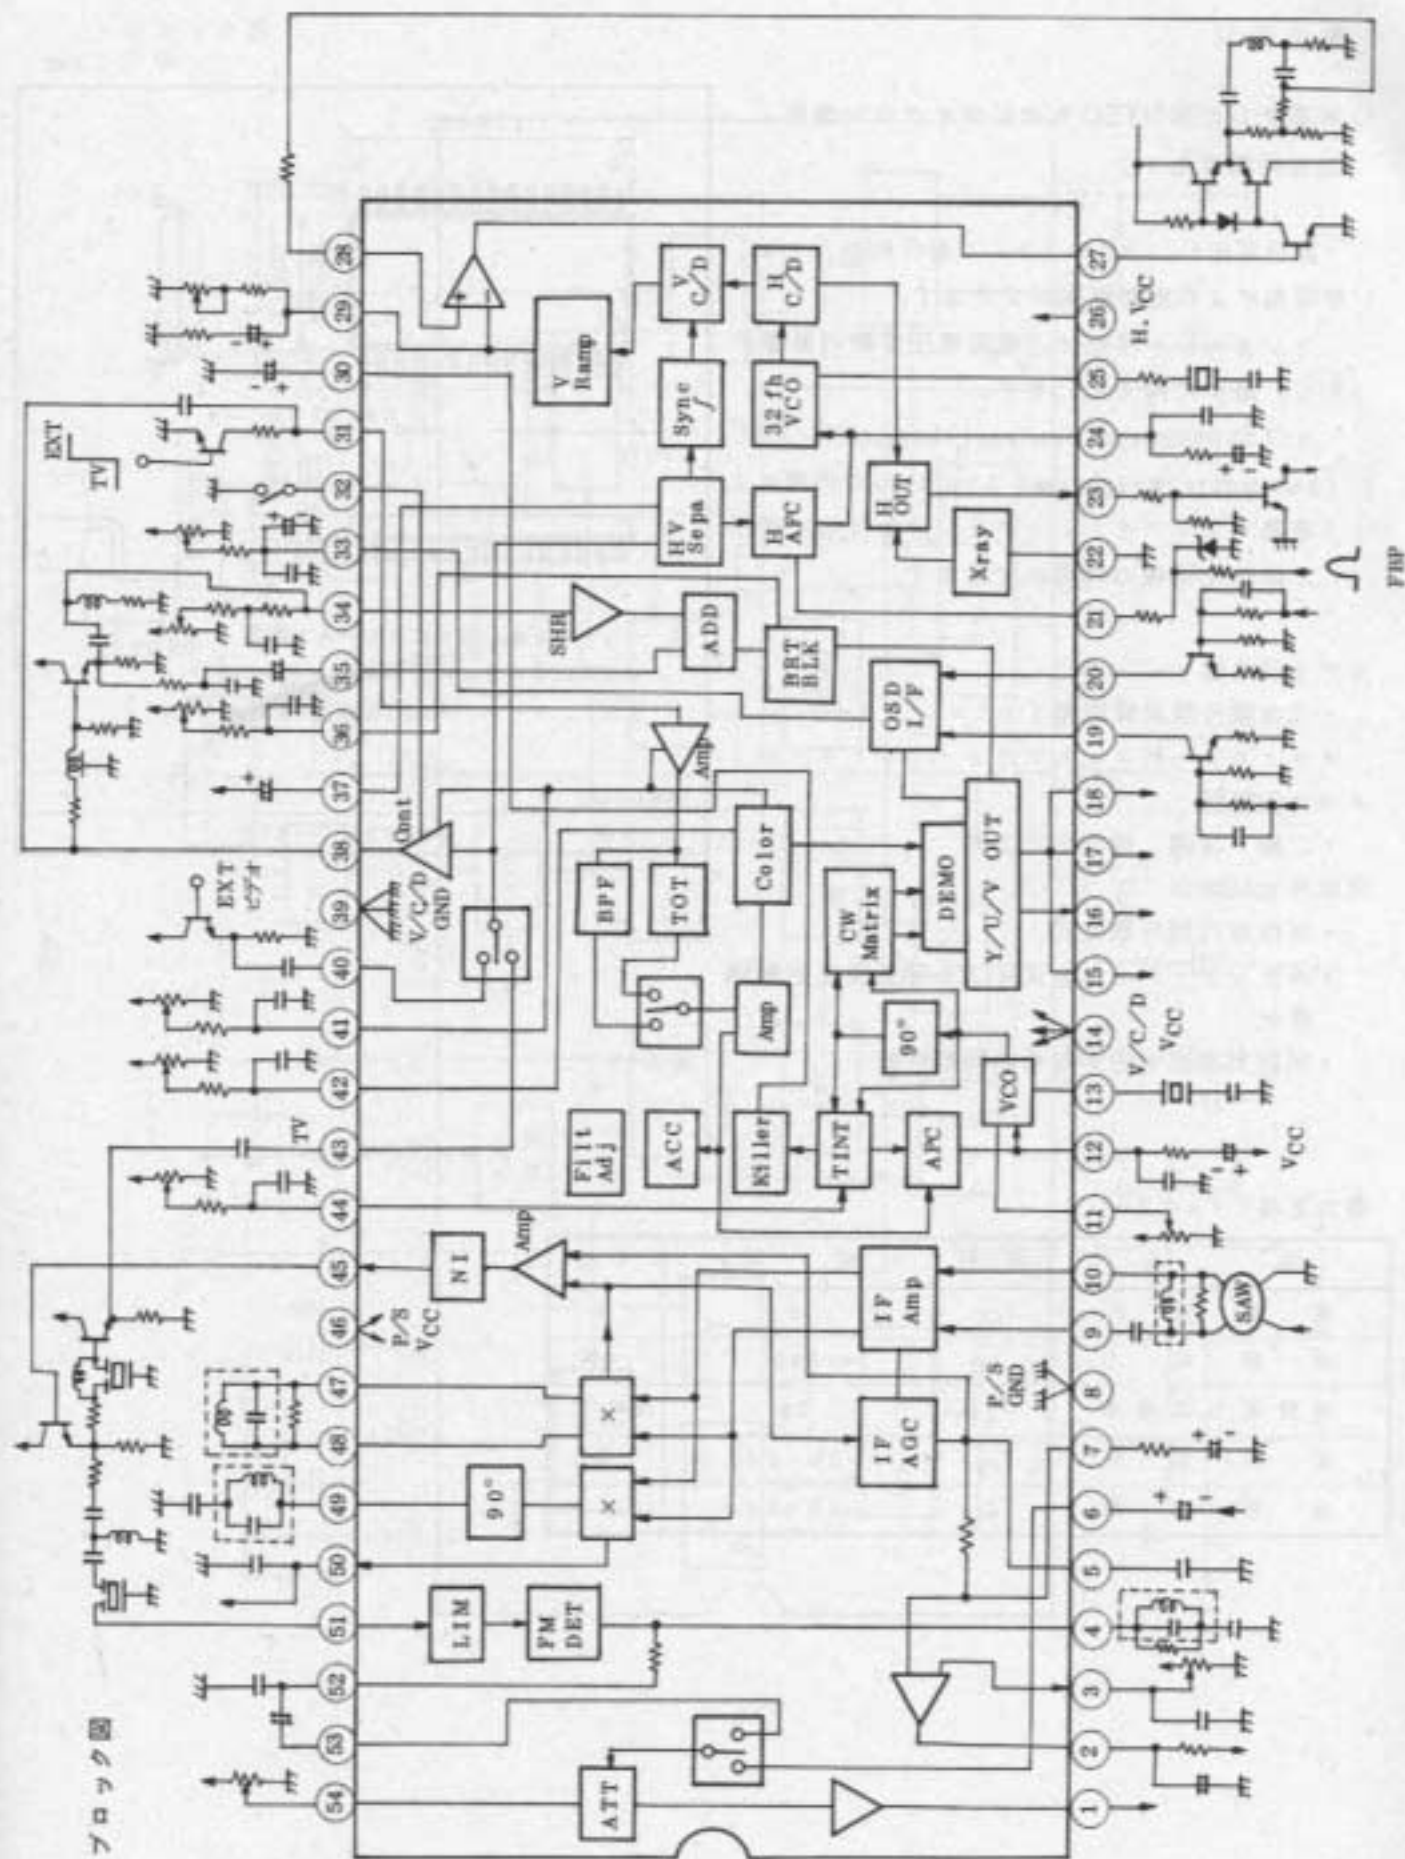 ブロック図
54
53
52
51
50
49
48
47
46
45
44
43
42
41
40
39
38
37
36
35
34
33
32
31
30
29
28
P/S
VCC
TV
EXT
ビデオ
V/C/D
GND
TV
EXT
ATT
LIM
FM
DET
90°
×
×
NI
Amp
IF
AGC
IF
Amp
P/S
GND
Filt
Adj
ACC
Killer
TINT
APC
VCO
90°
CW
Matrix
DEMO
Y/U/V OUT
Amp
Color
BPF
TOT
Amp
Cont
SHR
ADD
BRT
BLK
OSD
I/F
HV
Sepa
Sync
∫
V
C/D
H
C/D
V
Ramp
32fh
VCO
H
AFC
H
OUT
Xray
+
−
1
2
3
4
5
6
7
8
9
10
11
12
13
14
15
16
17
18
19
20
21
22
23
24
25
26
27
SAW
VCC
V/C/D
VCC
FBP
H.VCC